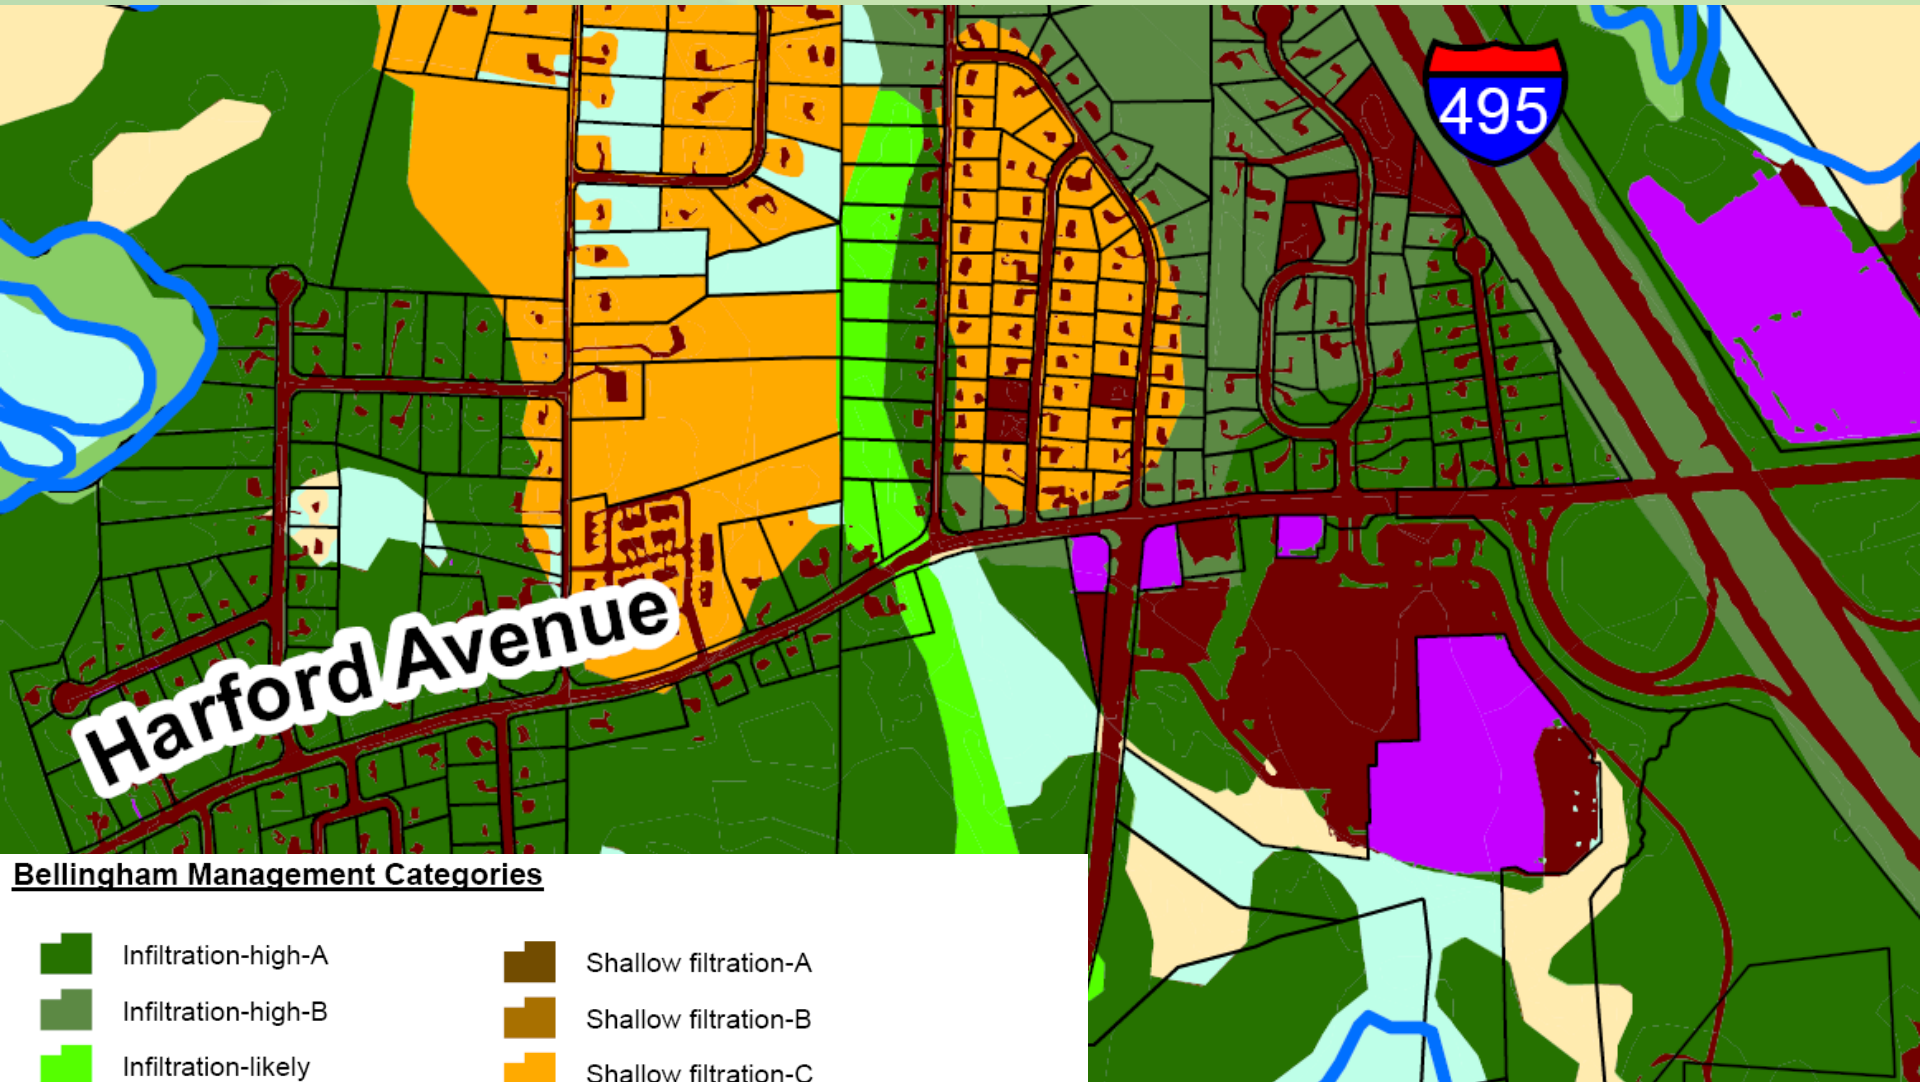 495
Harford Avenue
Bellingham Management Categories
Infiltration-high-A
Shallow filtration-A
Infiltration-high-B
Shallow filtration-B
Infiltration-likely
Shallow filtration-C